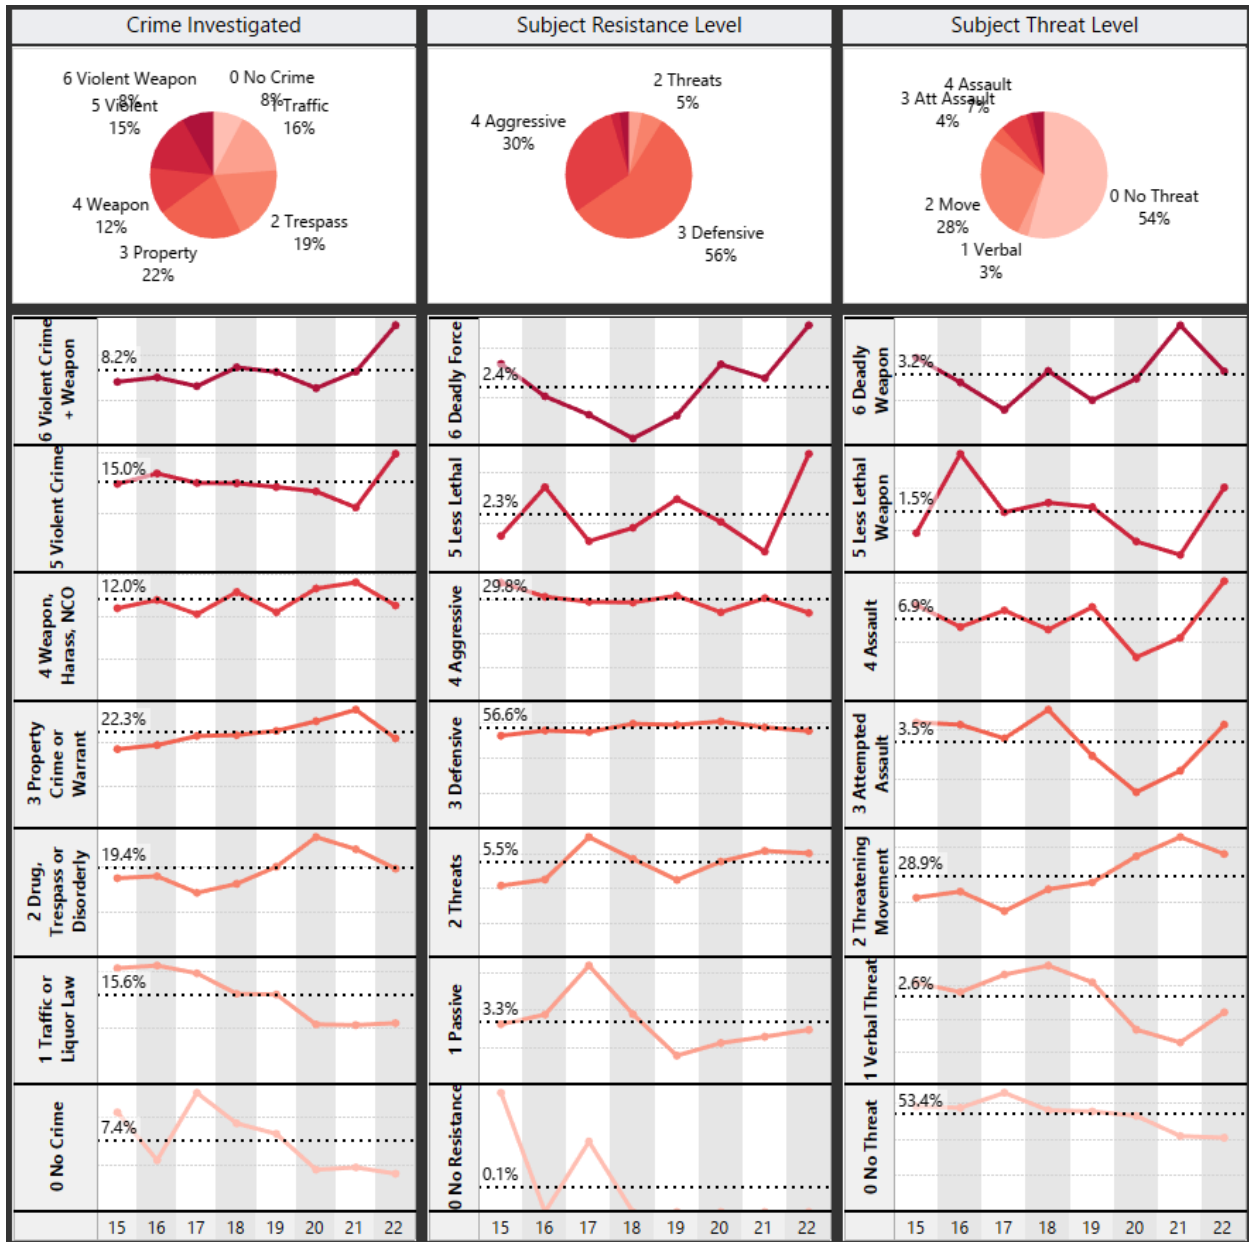 Crime Investigated
Subject Resistance Level
Subject Threat Level
6 Violent Weapon
8%
0 No Crime
8%
5 Violent
15%
1 Traffic
16%
4 Weapon
12%
2 Trespass
19%
3 Property
22%
2 Threats
5%
4 Aggressive
30%
3 Defensive
56%
4 Assault
7%
3 Att Assault
4%
2 Move
28%
0 No Threat
54%
1 Verbal
3%
6 Violent Crime
+ Weapon
8.2%
5 Violent Crime
15.0%
4 Weapon,
Harass, NCO
12.0%
3 Property
Crime or
Warrant
22.3%
2 Drug,
Trespass or
Disorderly
19.4%
1 Traffic or
Liquor Law
15.6%
0 No Crime
7.4%
15 16 17 18 19 20 21 22
6 Deadly Force
2.4%
5 Less Lethal
2.3%
4 Aggressive
29.8%
3 Defensive
56.6%
2 Threats
5.5%
1 Passive
3.3%
0 No Resistance
0.1%
15 16 17 18 19 20 21 22
6 Deadly
Weapon
3.2%
5 Less Lethal
Weapon
1.5%
4 Assault
6.9%
3 Attempted
Assault
3.5%
2 Threatening
Movement
28.9%
1 Verbal Threat
2.6%
0 No Threat
53.4%
15 16 17 18 19 20 21 22